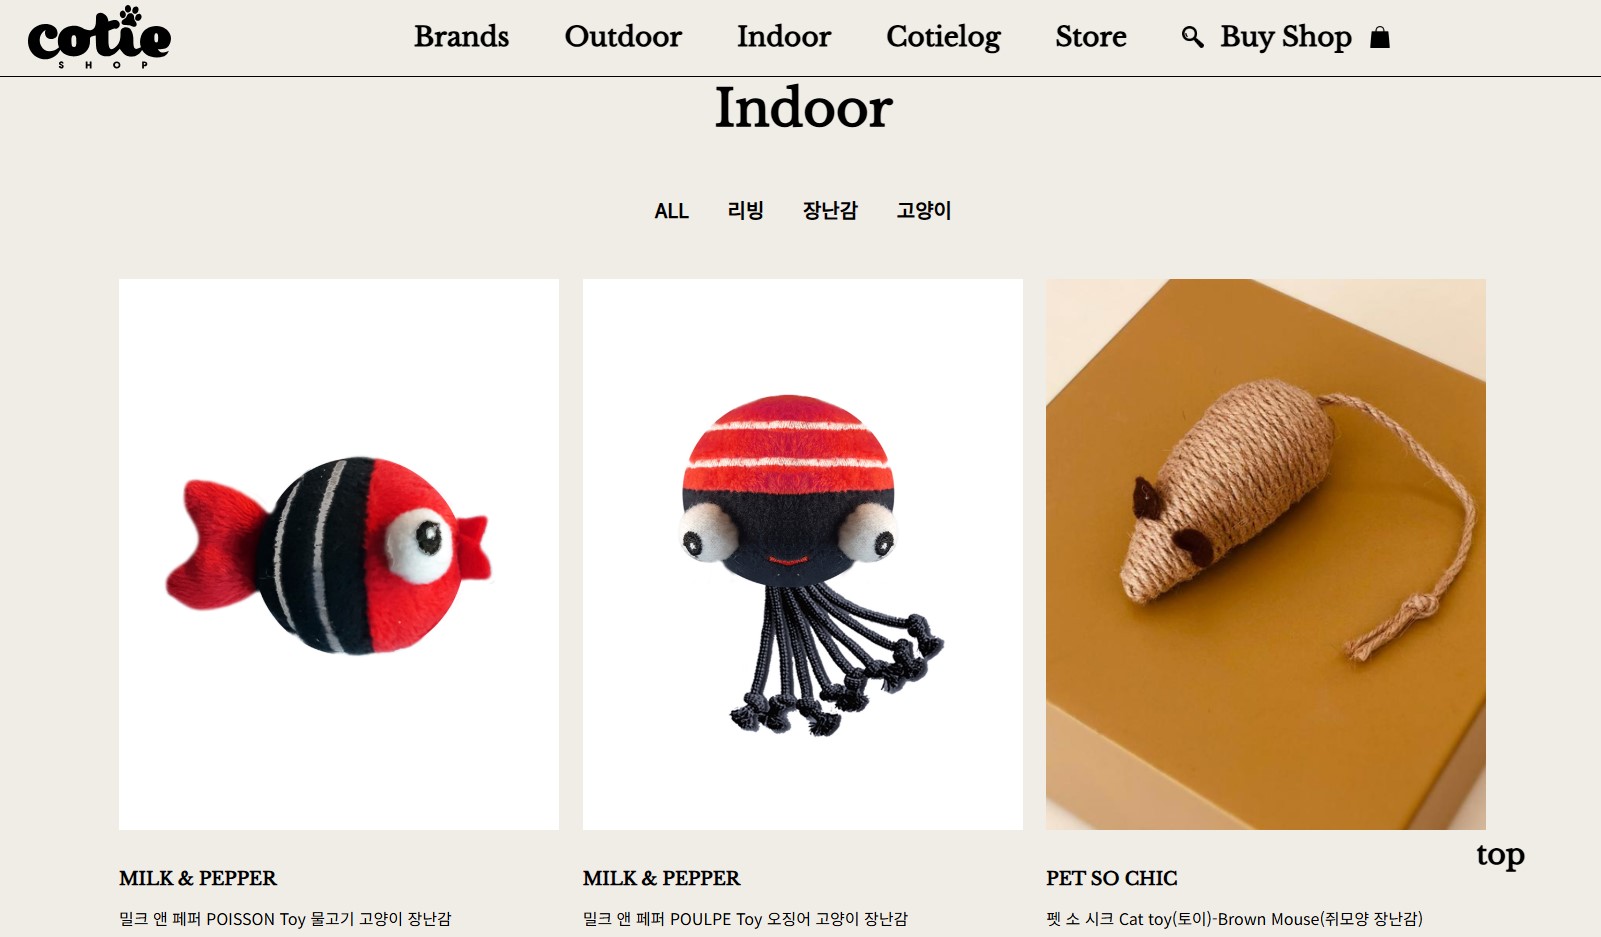 cotie
SHOP
Brands Outdoor Indoor Cotielog Store Buy Shop
Indoor
ALL 리빙 장난감 고양이
top
MILK & PEPPER
밀크 앤 페퍼 POISSON Toy 물고기 고양이 장난감
MILK & PEPPER
밀크 앤 페퍼 POULPE Toy 오징어 고양이 장난감
PET SO CHIC
펫 소 시크 Cat toy(토이)-Brown Mouse(쥐모양 장난감)